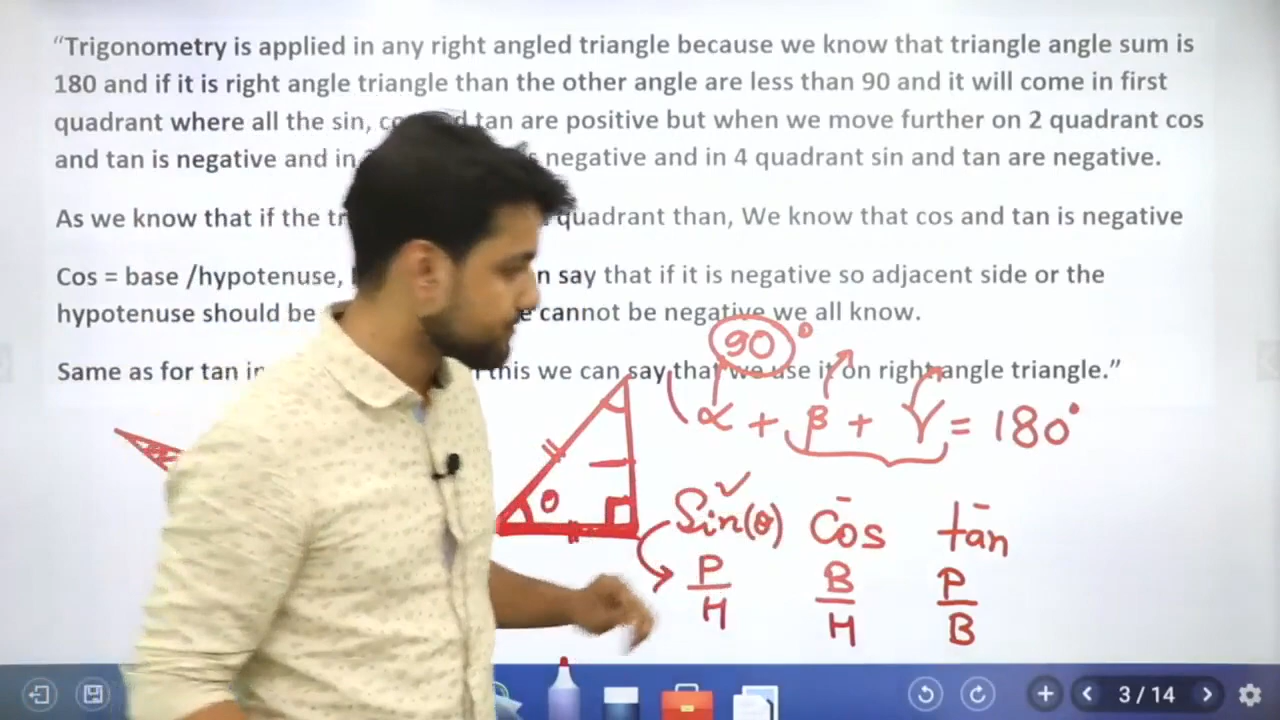 “Trigonometry is applied in any right angled triangle because we know that triangle angle sum is
180 and if it is right angle triangle than the other angle are less than 90 and it will come in first
quadrant where all the sin, tan are positive but when we move further on 2 quadrant cos
and tan is negative and in negative and in 4 quadrant sin and tan are negative.
As we know that if the quadrant than, We know that cos and tan is negative
Cos = base /hypotenuse, say that if it is negative so adjacent side or the
hypotenuse should be cannot be negative we all know.
Same as for tan this we can say that we use it on right angle triangle.”
90°
α + β + γ = 180°
θ
Sin(θ) Cos tan
P/H B/H P/B
3 / 14